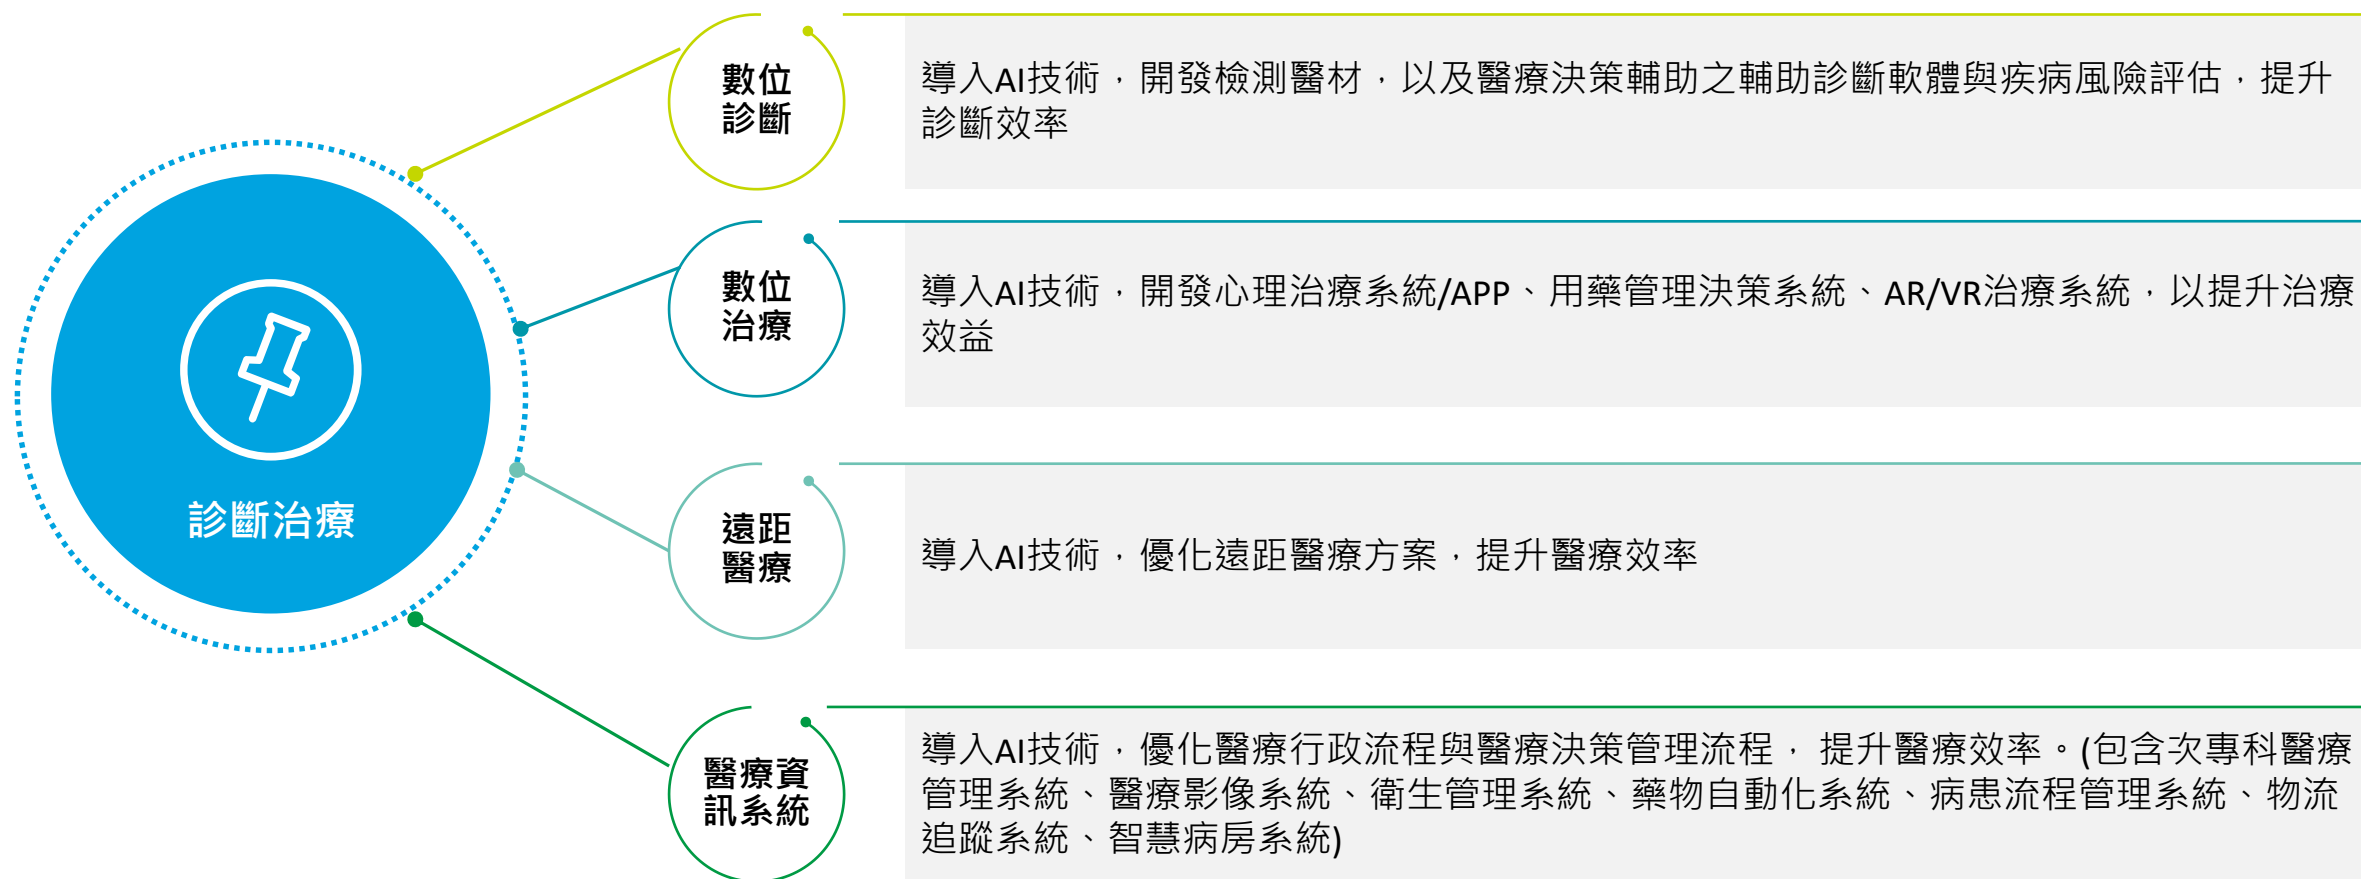 診斷治療
數位
診斷
導入AI技術，開發檢測醫材，以及醫療決策輔助之輔助診斷軟體與疾病風險評估，提升
診斷效率
數位
治療
導入AI技術，開發心理治療系統/APP、用藥管理決策系統、AR/VR治療系統，以提升治療
效益
遠距
醫療
導入AI技術，優化遠距醫療方案，提升醫療效率
醫療資
訊系統
導入AI技術，優化醫療行政流程與醫療決策管理流程， 提升醫療效率。(包含次專科醫療
管理系統、醫療影像系統、衛生管理系統、藥物自動化系統、病患流程管理系統、物流
追蹤系統、智慧病房系統)